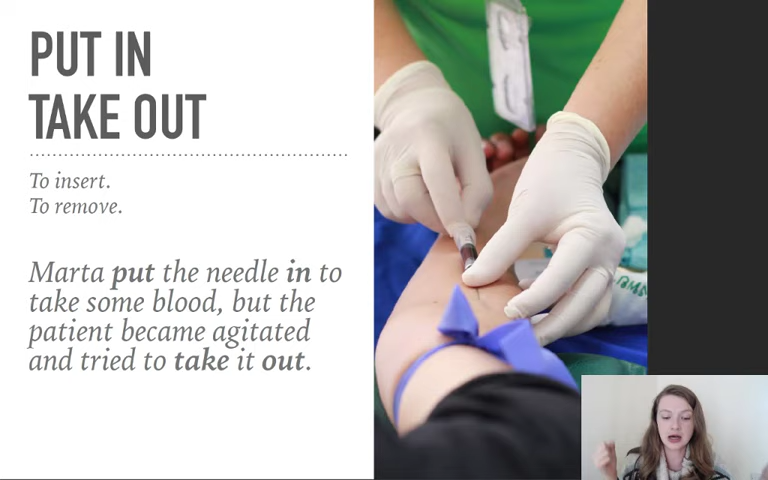 PUT IN
TAKE OUT
To insert.
To remove.
Marta put the needle in to
take some blood, but the
patient became agitated
and tried to take it out.